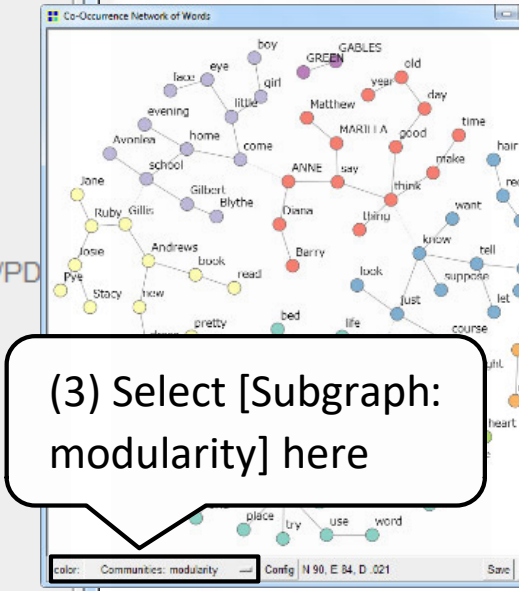 Co-Occurrence Network of Words
boy
GABLES
GREEN
eye
face
old
girl
year
day
little
Matthew
evening
time
MARILLA
good
home
Avonlea
come
hair
make
school
ANNE
say
Jane
think
Gilbert
Blythe
want
Ruby
Gillis
Diana
thing
know
tell
Andrews
Josie
book
Barry
suppose
/PD
Pye
read
look
Stacy
new
just
let
bed
life
pretty
course
(3) Select [Subgraph:
modularity] here
heart
place
try
use
word
color:
Communities: modularity
Config
N 90, E 84, D .021
Save